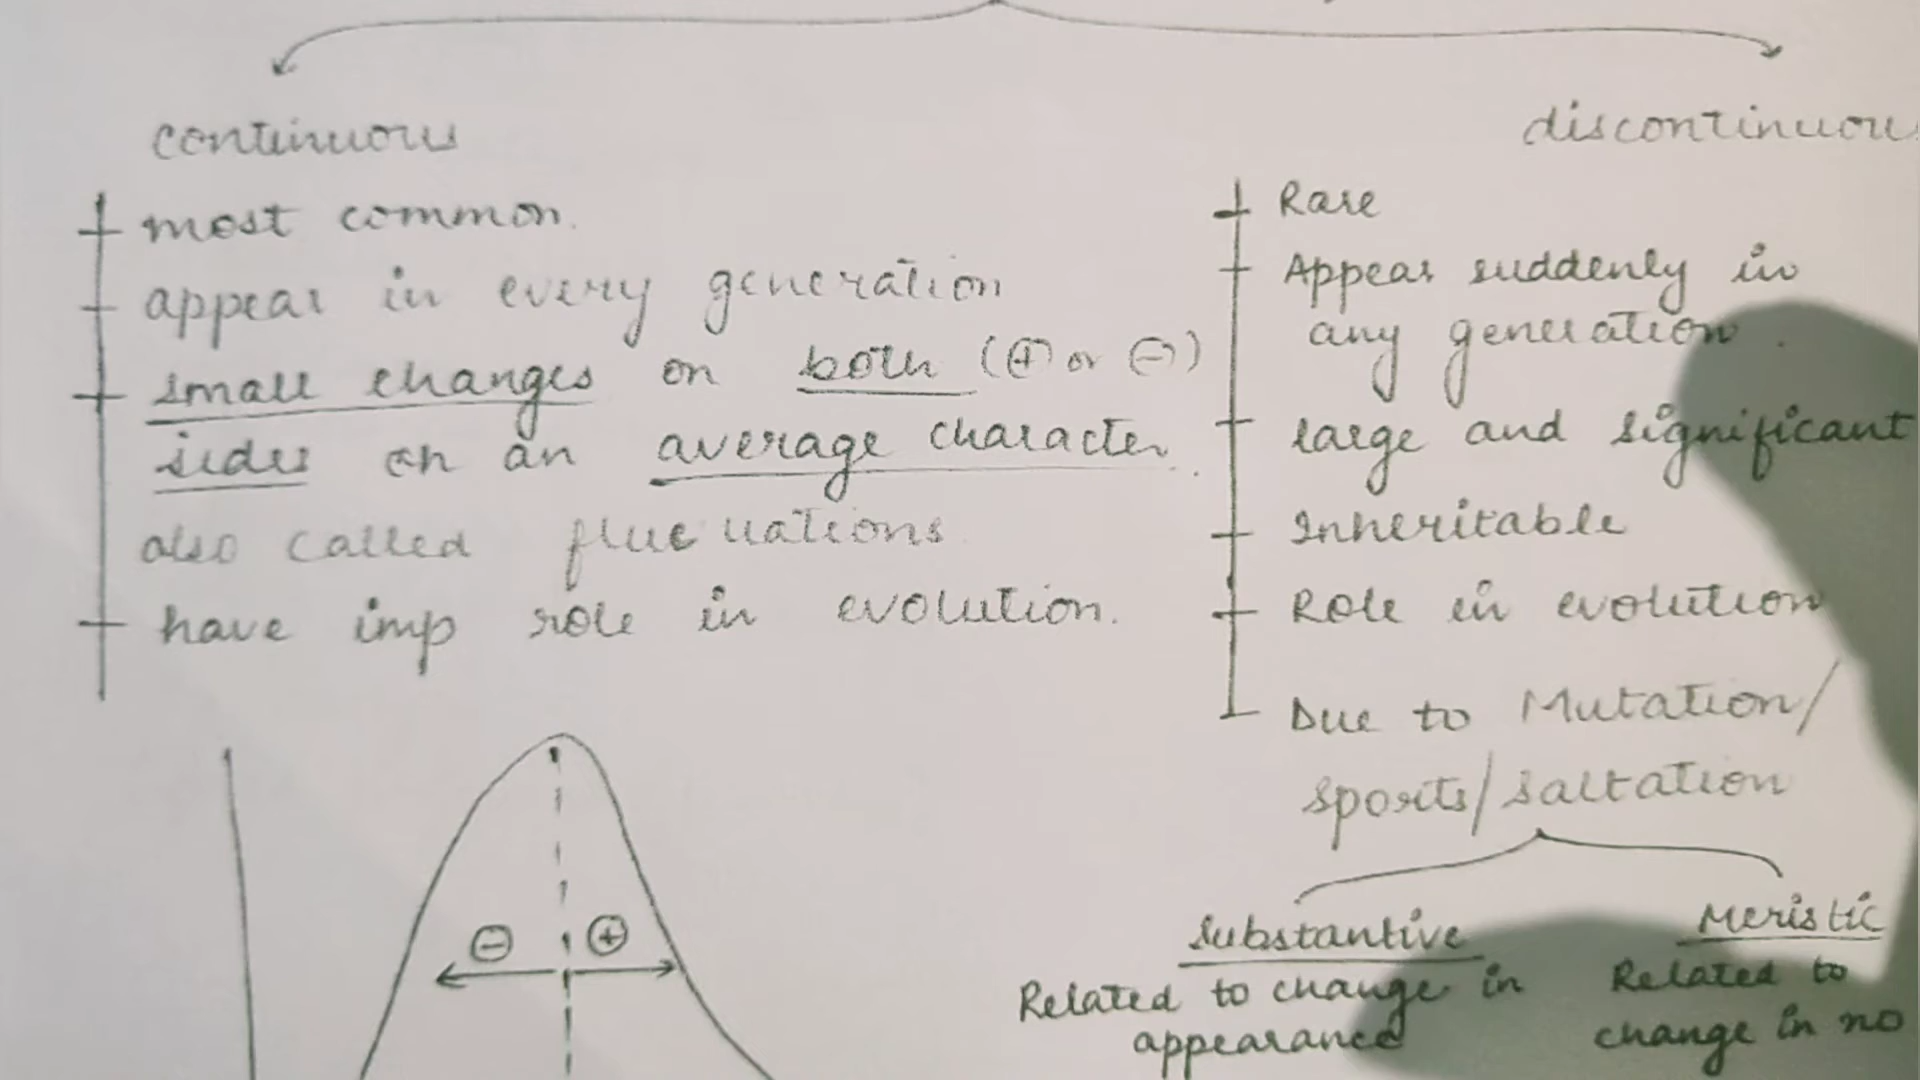 continuous
most common.
appear in every generation
small changes on both (+ or -)
sides on an average character.
also called fluctuations
have imp role in evolution.
- +
discontinuous
Rare
Appear suddenly in
any generation.
large and significant
Inheritable
Role in evolution
Due to Mutation/
sports/saltation
Substantive
Related to change in
appearance
Meristic
Related to
change in no